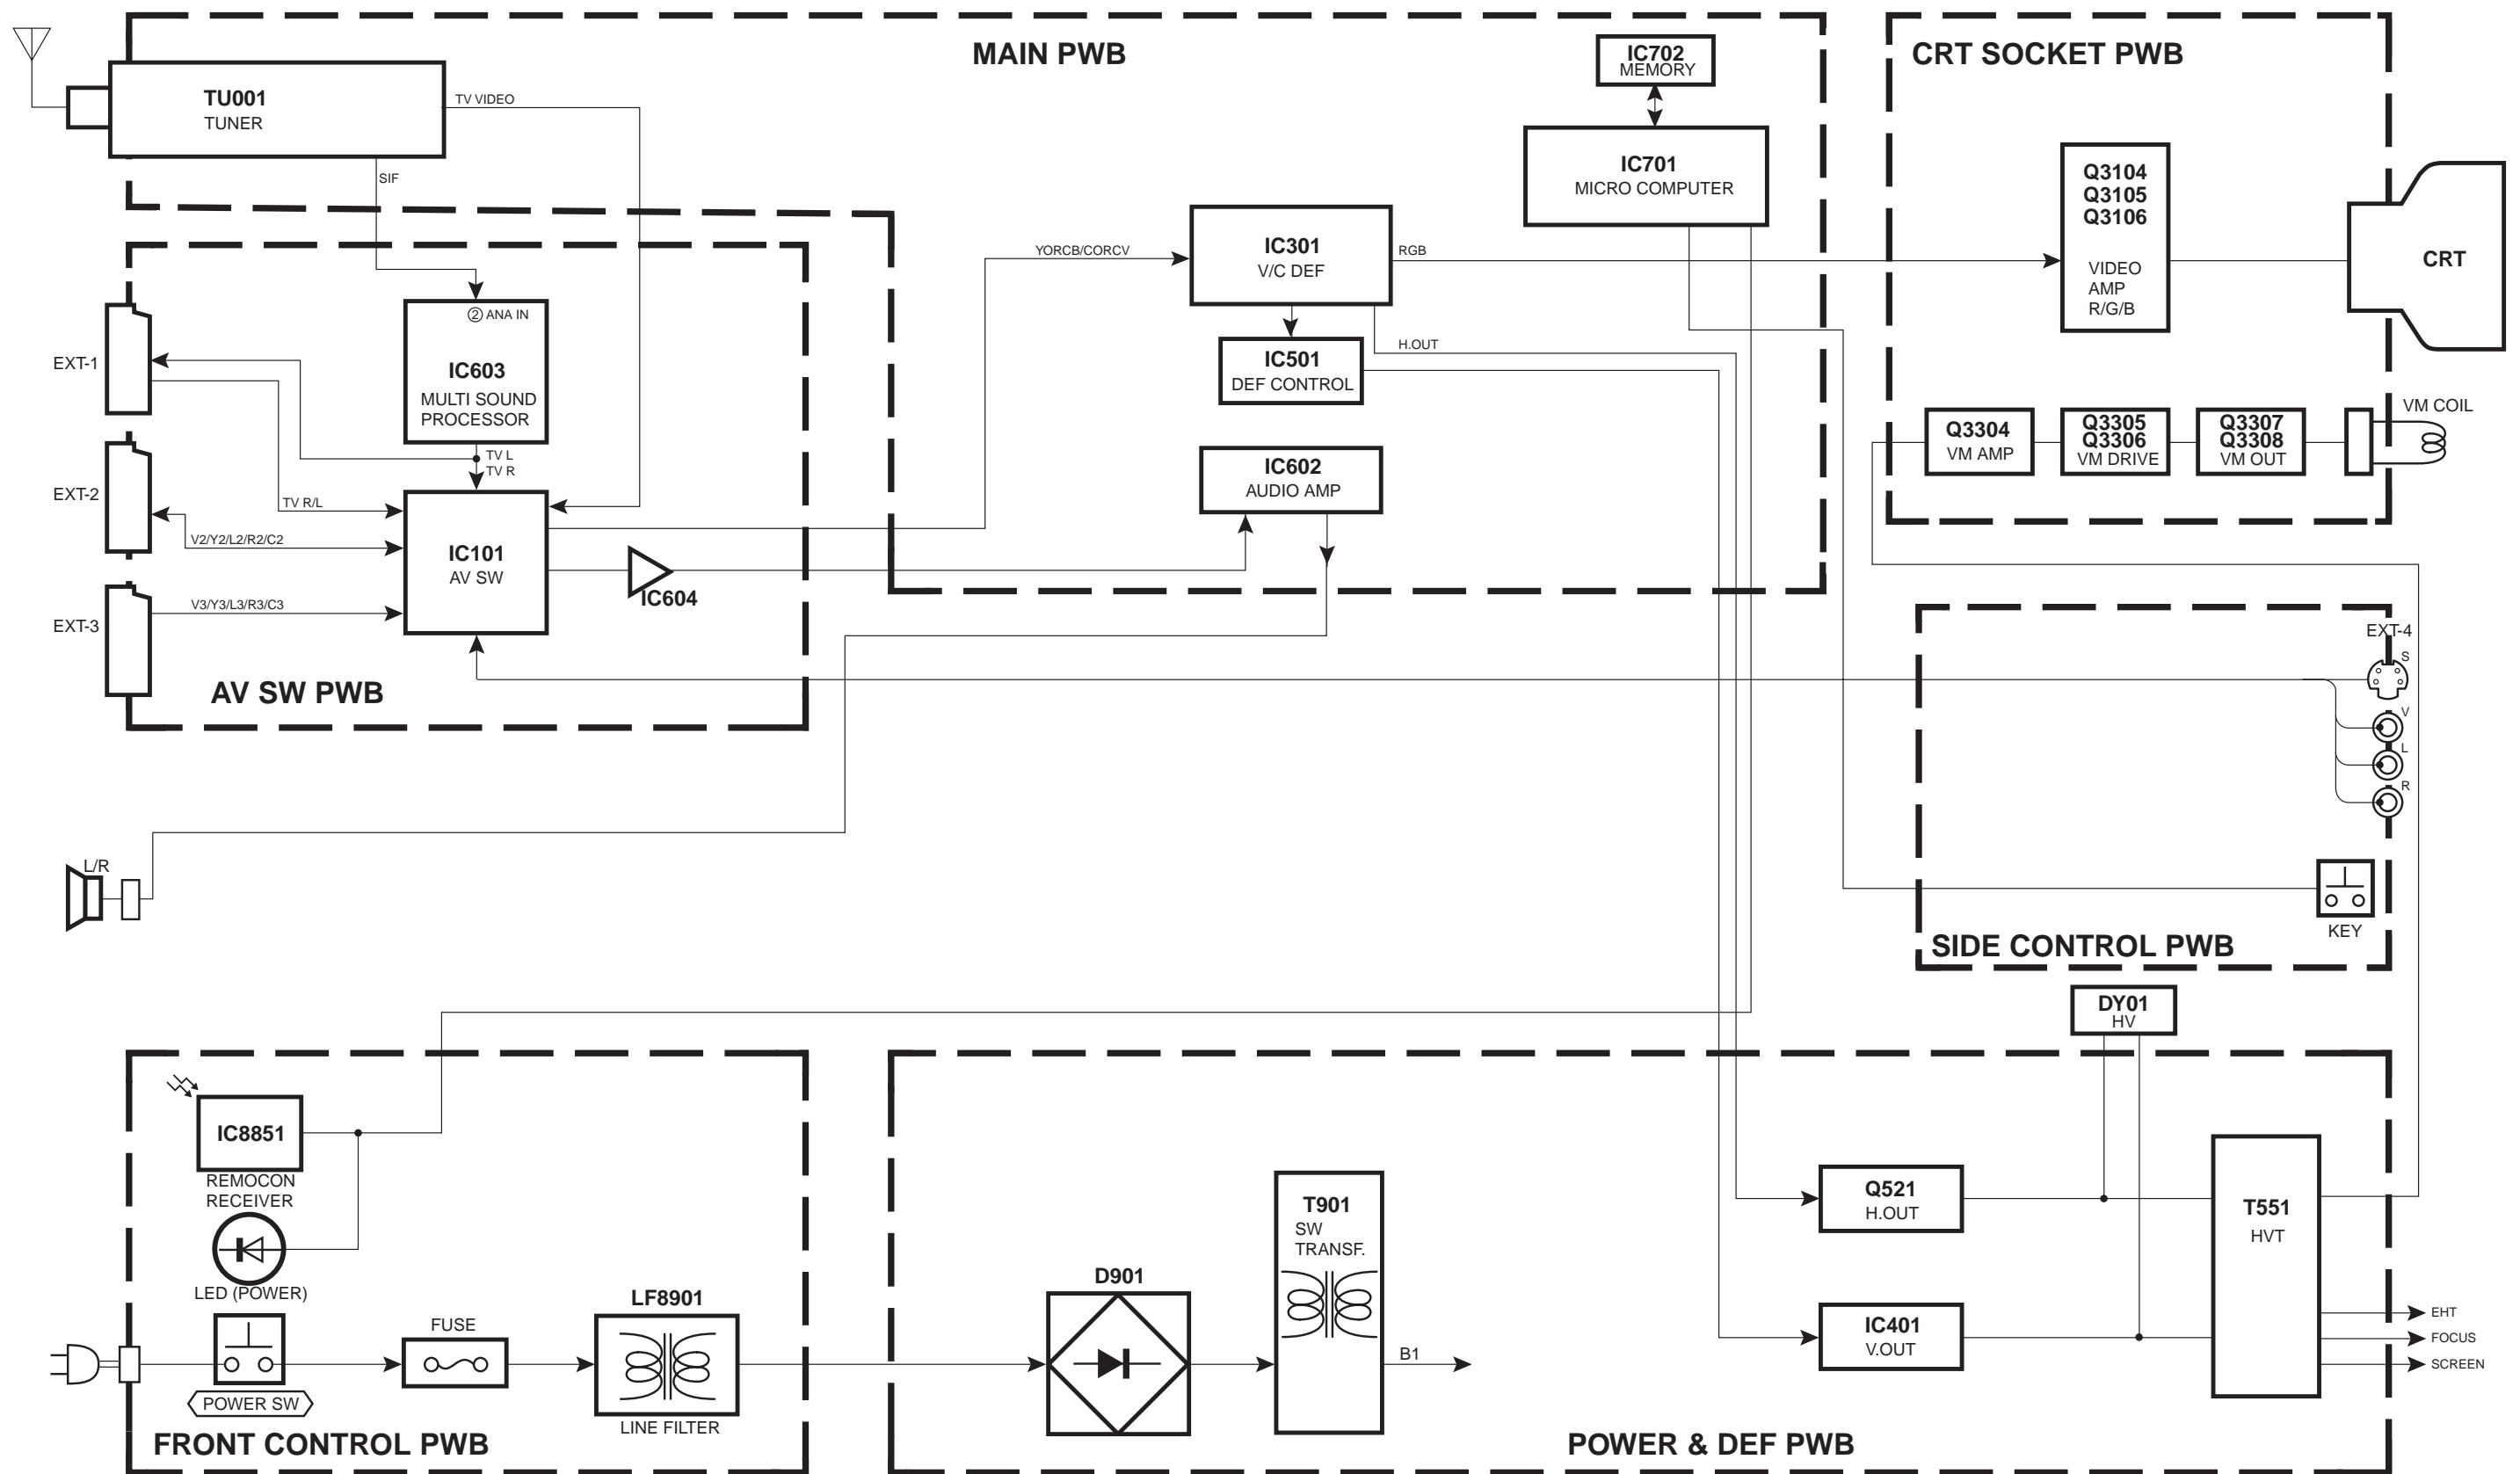 MAIN PWB
TU001
TUNER
TV VIDEO
SIF
IC702
MEMORY
IC701
MICRO COMPUTER
CRT SOCKET PWB
Q3104
Q3105
Q3106
VIDEO
AMP
R/G/B
CRT
YORCB/CORCV
IC301
V/C DEF
RGB
H.OUT
IC501
DEF CONTROL
IC602
AUDIO AMP
Q3304
VM AMP
Q3305
Q3306
VM DRIVE
Q3307
Q3308
VM OUT
VM COIL
② ANA IN
IC603
MULTI SOUND
PROCESSOR
TV L
TV R
EXT-1
EXT-2
EXT-3
TV R/L
V2/Y2/L2/R2/C2
V3/Y3/L3/R3/C3
IC101
AV SW
IC604
AV SW PWB
EXT-4
S
V
L
R
KEY
SIDE CONTROL PWB
L/R
DY01
HV
IC8851
REMOCON
RECEIVER
LED (POWER)
POWER SW
FUSE
LF8901
LINE FILTER
FRONT CONTROL PWB
D901
T901
SW
TRANSF.
B1
Q521
H.OUT
IC401
V.OUT
T551
HVT
EHT
FOCUS
SCREEN
POWER & DEF PWB